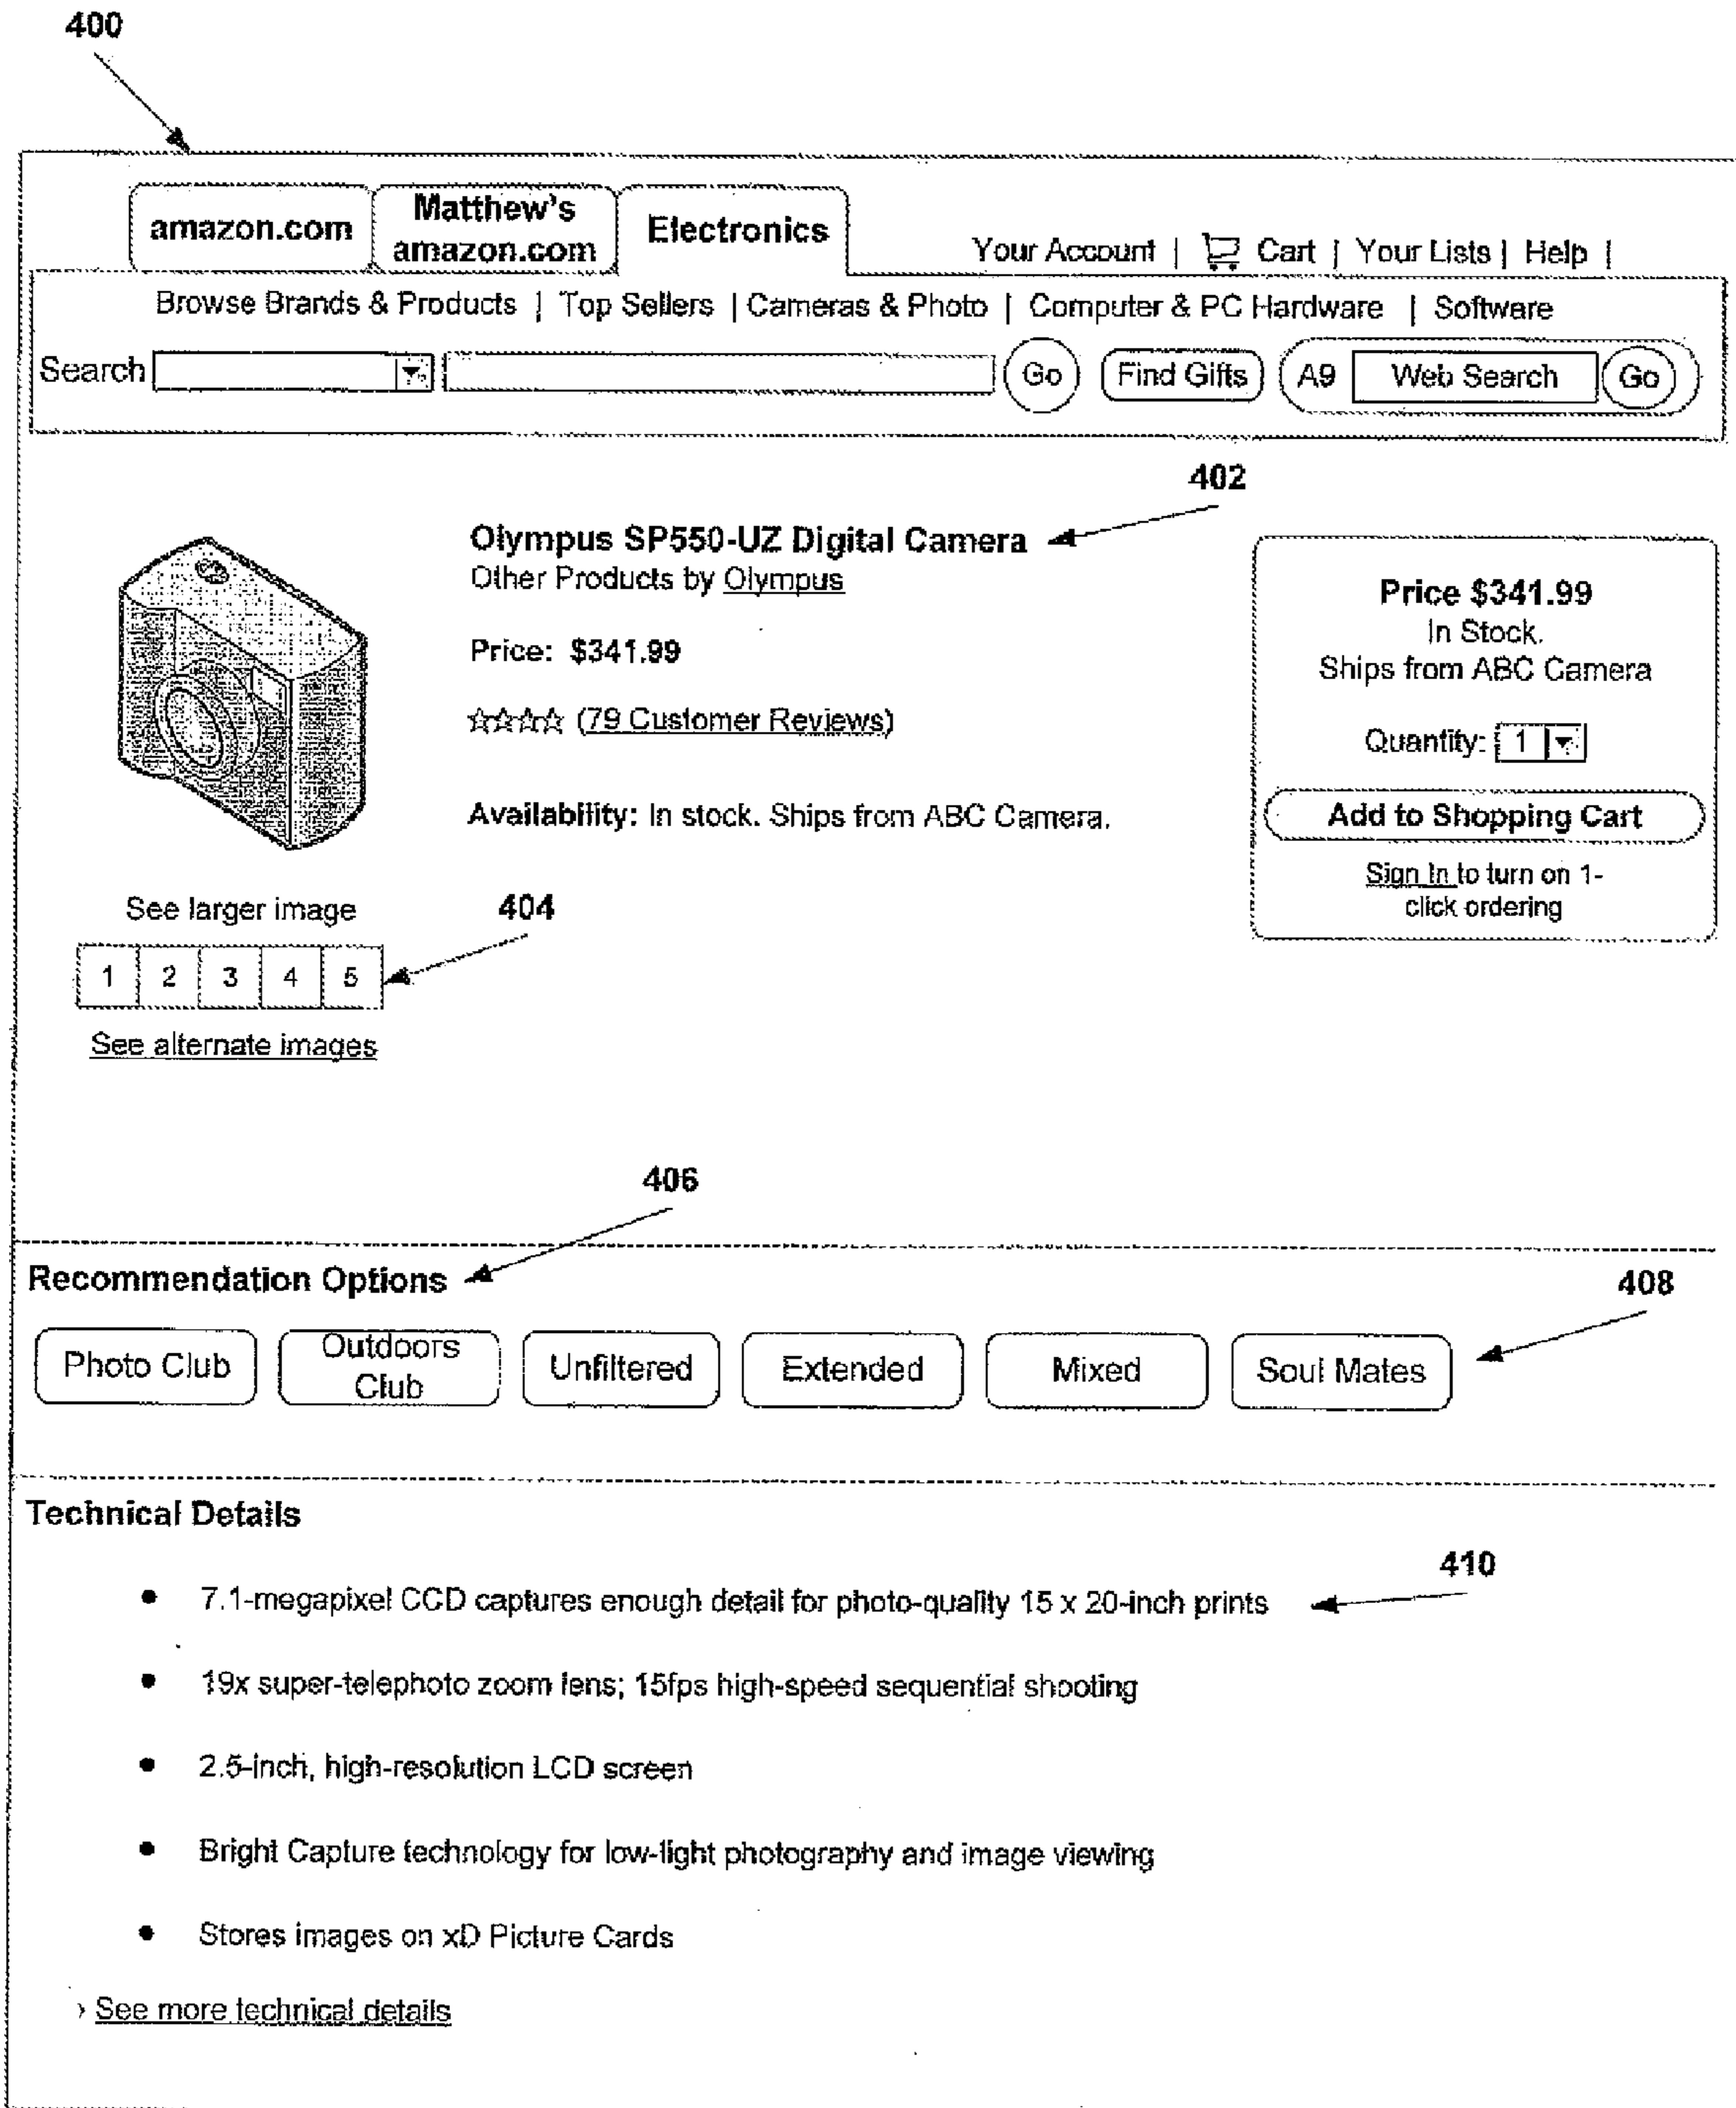 400
amazon.com
Matthew's
amazon.com
Electronics
Your Account | Cart | Your Lists | Help |
Browse Brands & Products | Top Sellers | Cameras & Photo | Computer & PC Hardware | Software
Search Go Find Gifts A9 Web Search Go
402
Olympus SP550-UZ Digital Camera
Other Products by Olympus
Price: $341.99
(79 Customer Reviews)
Availability: In stock. Ships from ABC Camera.
Price $341.99
In Stock.
Ships from ABC Camera
Quantity: 1
Add to Shopping Cart
Sign In to turn on 1-
click ordering
See larger image
404
1 2 3 4 5
See alternate images
406
Recommendation Options
408
Photo Club
Outdoors
Club
Unfiltered
Extended
Mixed
Soul Mates
Technical Details
410
• 7.1-megapixel CCD captures enough detail for photo-quality 15 x 20-inch prints
• 19x super-telephoto zoom lens; 15fps high-speed sequential shooting
• 2.5-inch, high-resolution LCD screen
• Bright Capture technology for low-light photography and image viewing
• Stores images on xD Picture Cards
› See more technical details